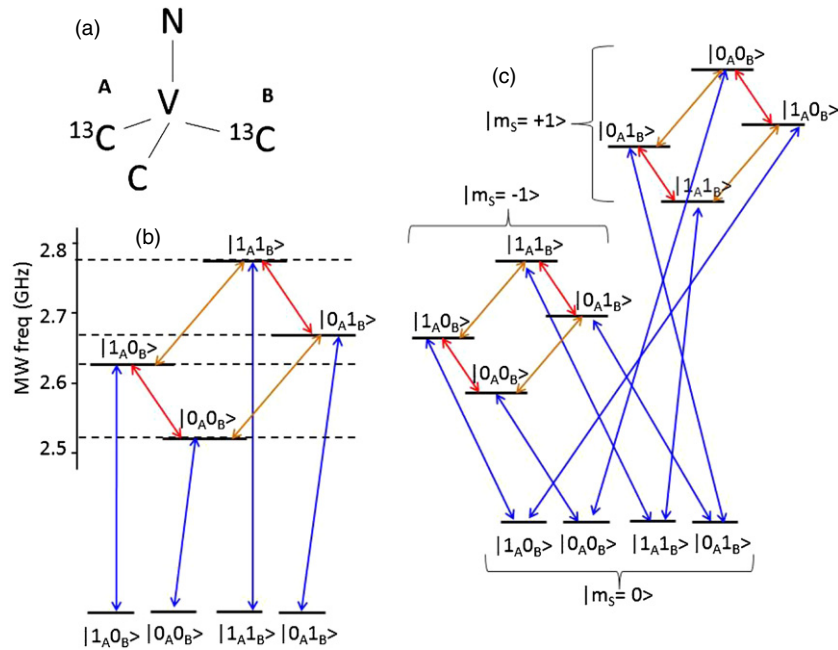 (a)
N
A
B
V
¹³C
¹³C
C
(b)
MW freq (GHz)
2.8
2.7
2.6
2.5
|1A1B>
|0A1B>
|1A0B>
|0A0B>
|1A0B>
|0A0B>
|1A1B>
|0A1B>
(c)
|0A0B>
|mS= +1>
|1A0B>
|0A1B>
|1A1B>
|mS= -1>
|1A1B>
|0A1B>
|1A0B>
|0A0B>
|1A0B>
|0A0B>
|1A1B>
|0A1B>
|mS= 0>